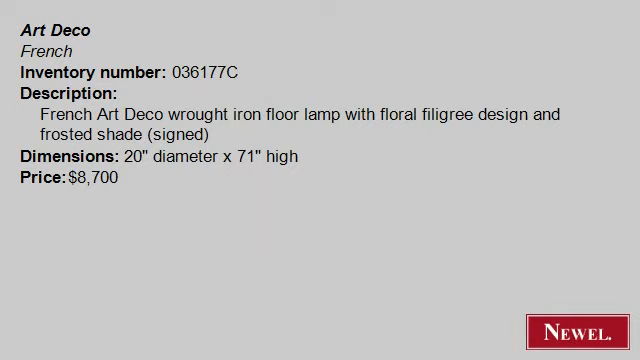 Art Deco
French
Inventory number: 036177C
Description:
French Art Deco wrought iron floor lamp with floral filigree design and
frosted shade (signed)
Dimensions: 20" diameter x 71" high
Price:$8,700
NEWEL.